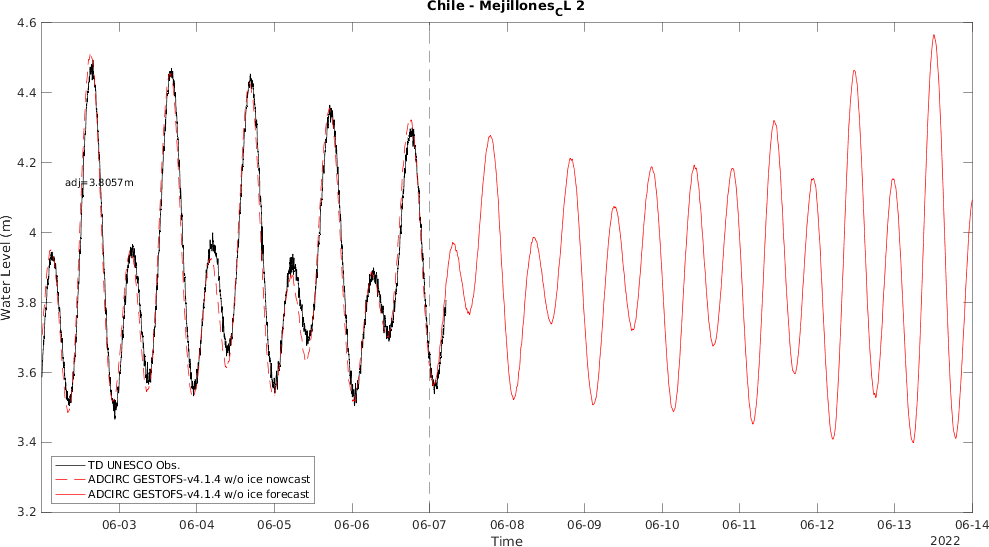 Chile - Mejillones_CL 2
4.6
4.4
4.2
4
3.8
3.6
3.4
3.2
Water Level (m)
adj=3.8057m
TD UNESCO Obs.
ADCIRC GESTOFS-v4.1.4 w/o ice nowcast
ADCIRC GESTOFS-v4.1.4 w/o ice forecast
06-03 06-04 06-05 06-06 06-07 06-08 06-09 06-10 06-11 06-12 06-13 06-14
Time
2022